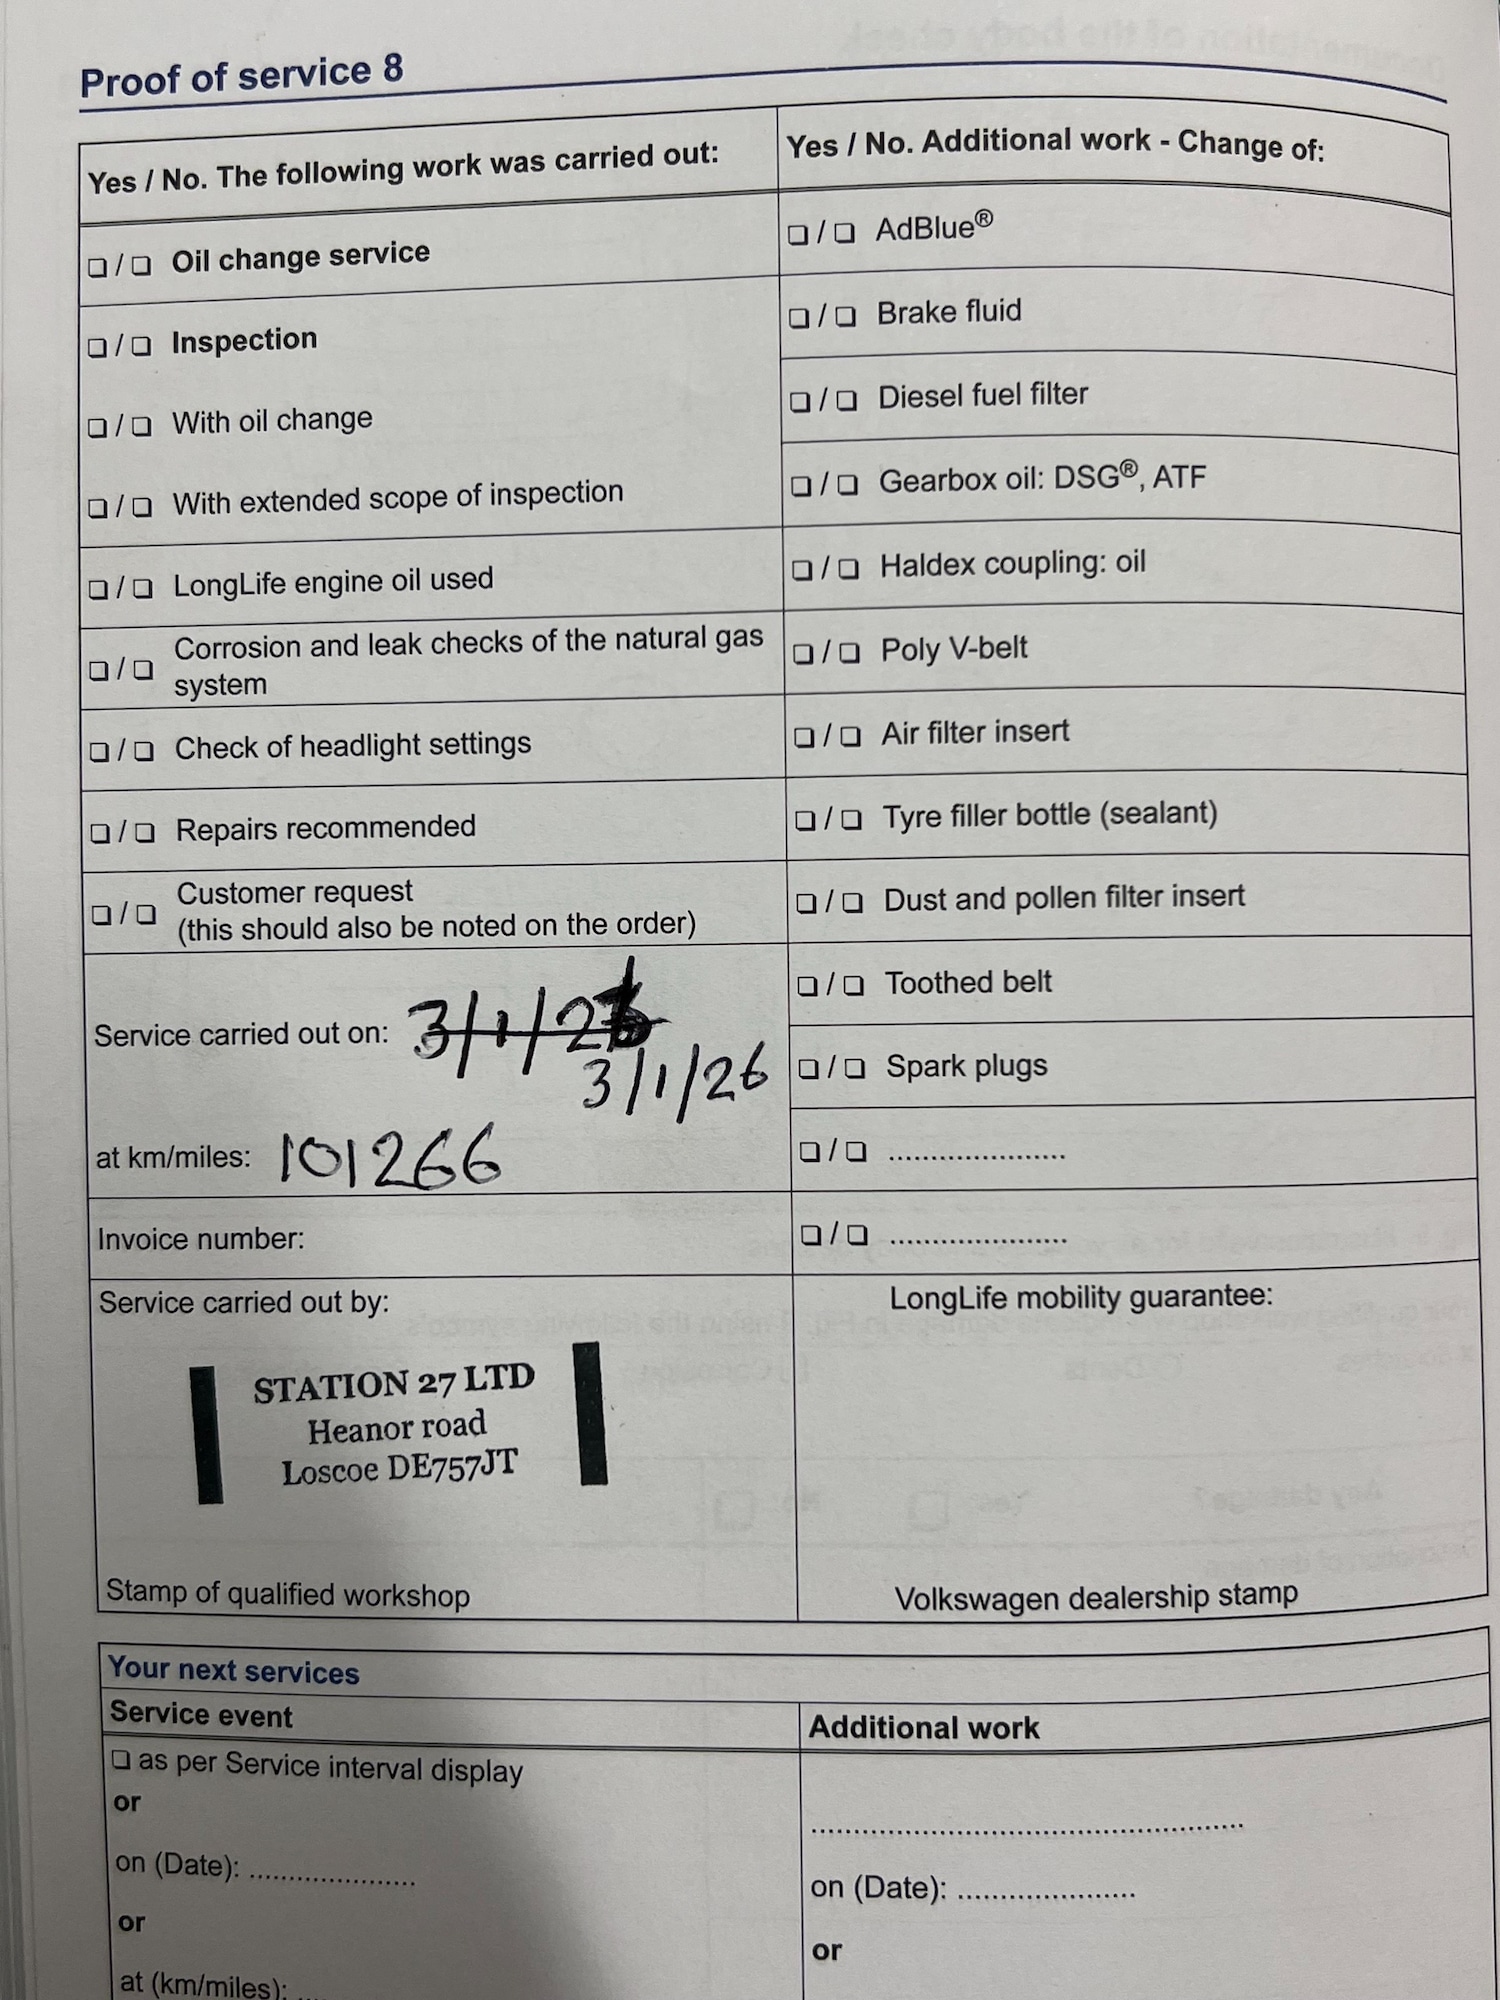 Proof of service 8
Yes / No. The following work was carried out:
❏ / ❏ Oil change service
❏ / ❏ Inspection
❏ / ❏ With oil change
❏ / ❏ With extended scope of inspection
❏ / ❏ LongLife engine oil used
❏ / ❏ Corrosion and leak checks of the natural gas
system
❏ / ❏ Check of headlight settings
❏ / ❏ Repairs recommended
❏ / ❏ Customer request
(this should also be noted on the order)
Service carried out on:
3/1/26
at km/miles: 101266
Invoice number:
Service carried out by:
STATION 27 LTD
Heanor road
Loscoe DE757JT
Stamp of qualified workshop
Yes / No. Additional work - Change of:
❏ / ❏ AdBlue®
❏ / ❏ Brake fluid
❏ / ❏ Diesel fuel filter
❏ / ❏ Gearbox oil: DSG®, ATF
❏ / ❏ Haldex coupling: oil
❏ / ❏ Poly V-belt
❏ / ❏ Air filter insert
❏ / ❏ Tyre filler bottle (sealant)
❏ / ❏ Dust and pollen filter insert
❏ / ❏ Toothed belt
❏ / ❏ Spark plugs
❏ / ❏ ......................
❏ / ❏ ......................
LongLife mobility guarantee:
Volkswagen dealership stamp
Your next services
Service event
❏ as per Service interval display
or
on (Date): .....................
or
at (km/miles): ...
Additional work
......................................................
on (Date): ......................
or